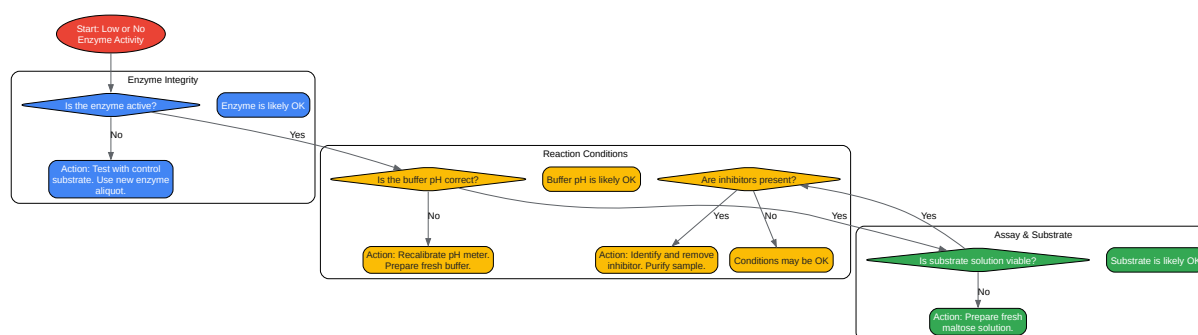 Start: Low or No
Enzyme Activity
Enzyme Integrity
Is the enzyme active?
Enzyme is likely OK
No
Yes
Action: Test with control
substrate. Use new enzyme
aliquot.
Reaction Conditions
Is the buffer pH correct?
Buffer pH is likely OK
Are inhibitors present?
No
Yes
No
Yes
Yes
Action: Recalibrate pH meter.
Prepare fresh buffer.
Action: Identify and remove
inhibitor. Purify sample.
Conditions may be OK
Assay & Substrate
Is substrate solution viable?
Substrate is likely OK
No
Action: Prepare fresh
maltose solution.